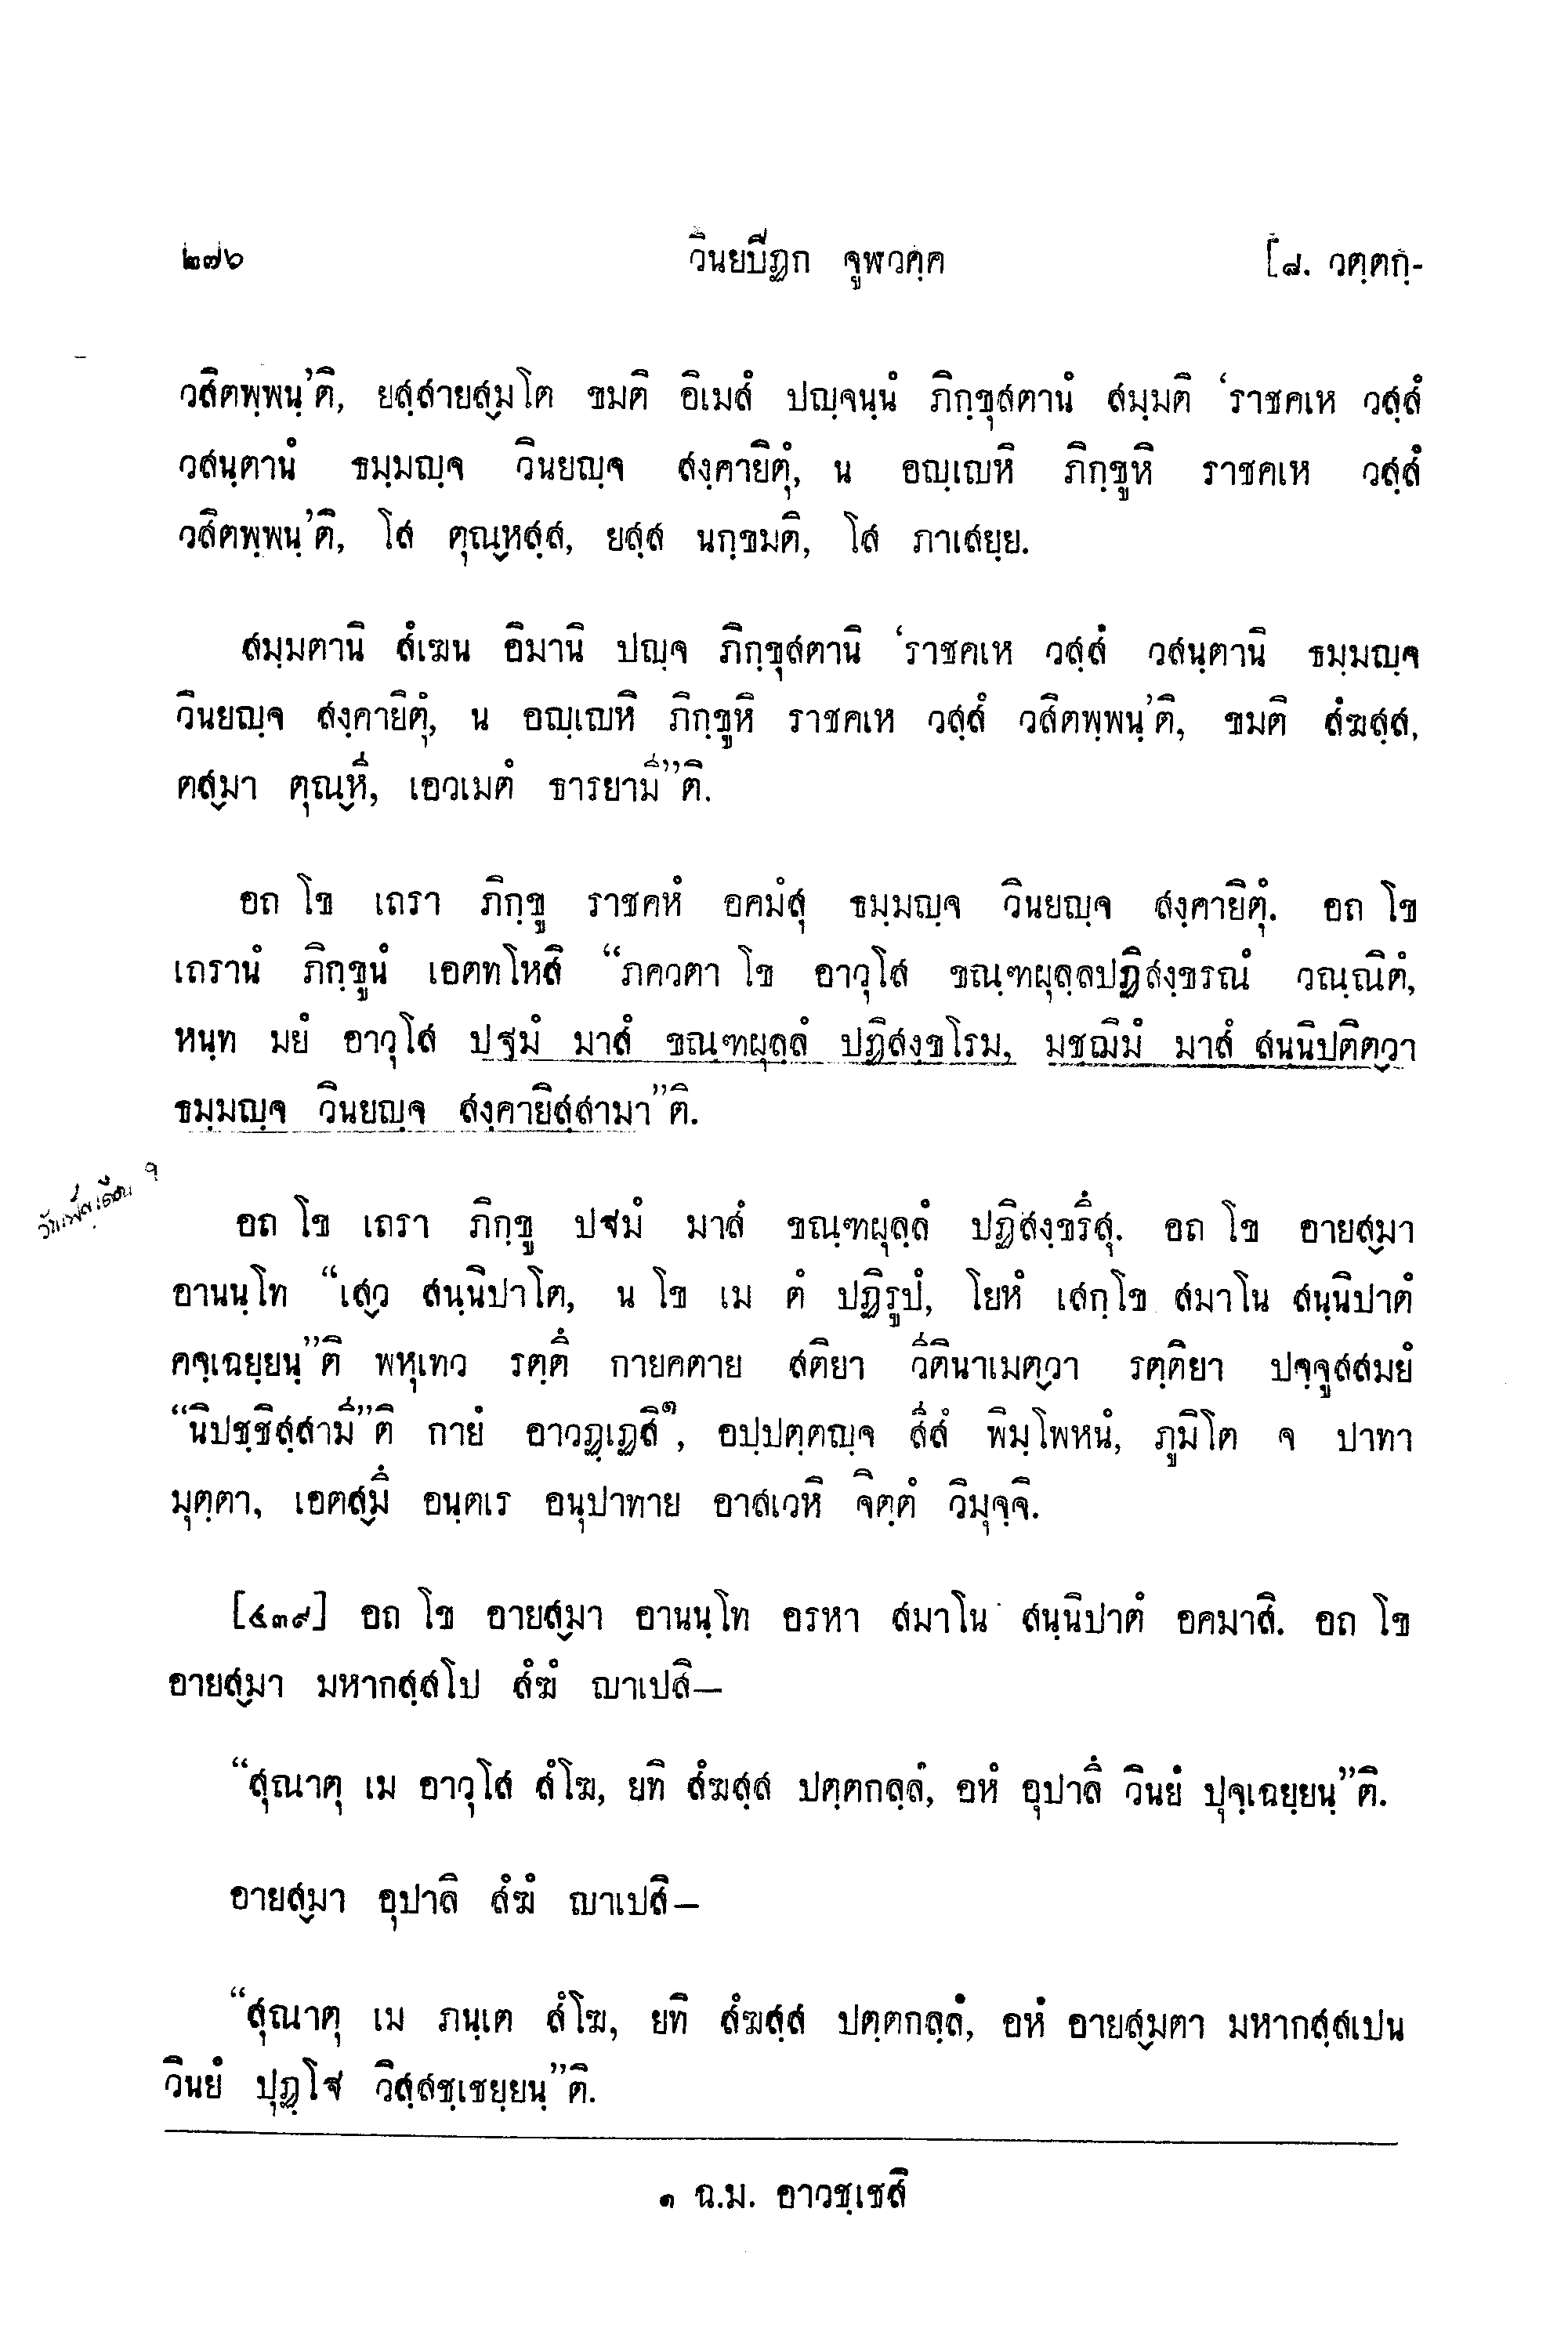 ๒๗๖ วินยปิฏก จูฬวคฺค [๘. วตฺตกฺ-
วสิตพฺพนฺ’ติ, ยสฺสายสฺมโต ขมติ อิเมสํ ปญฺจนฺนํ ภิกฺขุสตานํ สมฺมติ ‘ราชคเห วสฺสํ
วสนฺตานํ ธมฺมญฺจ วินยญฺจ สงฺคายิตุํ, น อญฺเญหิ ภิกฺขูหิ ราชคเห วสฺสํ
วสิตพฺพนฺ’ติ, โส ตุณฺหสฺส, ยสฺส นกฺขมติ, โส ภาเสยฺย.
สมฺมตานิ สํเฆน อิมานิ ปญฺจ ภิกฺขุสตานิ ‘ราชคเห วสฺสํ วสนฺตานิ ธมฺมญฺจ
วินยญฺจ สงฺคายิตุํ, น อญฺเญหิ ภิกฺขูหิ ราชคเห วสฺสํ วสิตพฺพนฺ’ติ, ขมติ สํฆสฺส,
ตสฺมา ตุณฺหี, เอวเมตํ ธารยามี”ติ.
อถ โข เถรา ภิกฺขู ราชคหํ อคมํสุ ธมฺมญฺจ วินยญฺจ สงฺคายิตุํ. อถ โข
เถรานํ ภิกฺขูนํ เอตทโหสิ “ภควตา โข อาวุโส ขณฺฑผุลฺลปฏิสงฺขรณํ วณฺณิตํ,
หนฺท มยํ อาวุโส ปฐมํ มาสํ ขณฺฑผุลฺลํ ปฏิสงฺขโรม, มชฺฌิมํ มาสํ สนฺนิปติตฺวา
ธมฺมญฺจ วินยญฺจ สงฺคายิสฺสามา”ติ.
อถ โข เถรา ภิกฺขู ปฐมํ มาสํ ขณฺฑผุลฺลํ ปฏิสงฺขรึสุ. อถ โข อายสฺมา
อานนฺโท “เสฺว สนฺนิปาโต, น โข เม ตํ ปฏิรูปํ, โยหํ เสกฺโข สมาโน สนฺนิปาตํ
คจฺเฉยฺยนฺ”ติ พหุเทว รตฺตึ กายคตาย สติยา วีตินาเมตฺวา รตฺติยา ปจฺจูสสมยํ
“นิปชฺชิสฺสามี”ติ กายํ อาวฏฺเฏสิ๑, อปฺปตฺตญฺจ สีสํ พิมฺโพหนํ, ภูมิโต จ ปาทา
มุตฺตา, เอตสฺมึ อนฺตเร อนุปาทาย อาสเวหิ จิตฺตํ วิมุจฺจิ.
[๔๓๙] อถ โข อายสฺมา อานนฺโท อรหา สมาโน สนฺนิปาตํ อคมาสิ. อถ โข
อายสฺมา มหากสฺสโป สํฆํ ญาเปสิ—
“สุณาตุ เม อาวุโส สํโฆ, ยทิ สํฆสฺส ปตฺตกลฺลํ, อหํ อุปาลึ วินยํ ปุจฺเฉยฺยนฺ”ติ.
อายสฺมา อุปาลิ สํฆํ ญาเปสิ—
“สุณาตุ เม ภนฺเต สํโฆ, ยทิ สํฆสฺส ปตฺตกลฺลํ, อหํ อายสฺมตา มหากสฺสเปน
วินยํ ปุฏฺโฐ วิสฺสชฺเชยฺยนฺ”ติ.
๑ ฉ.ม. อาวชฺเชสิ